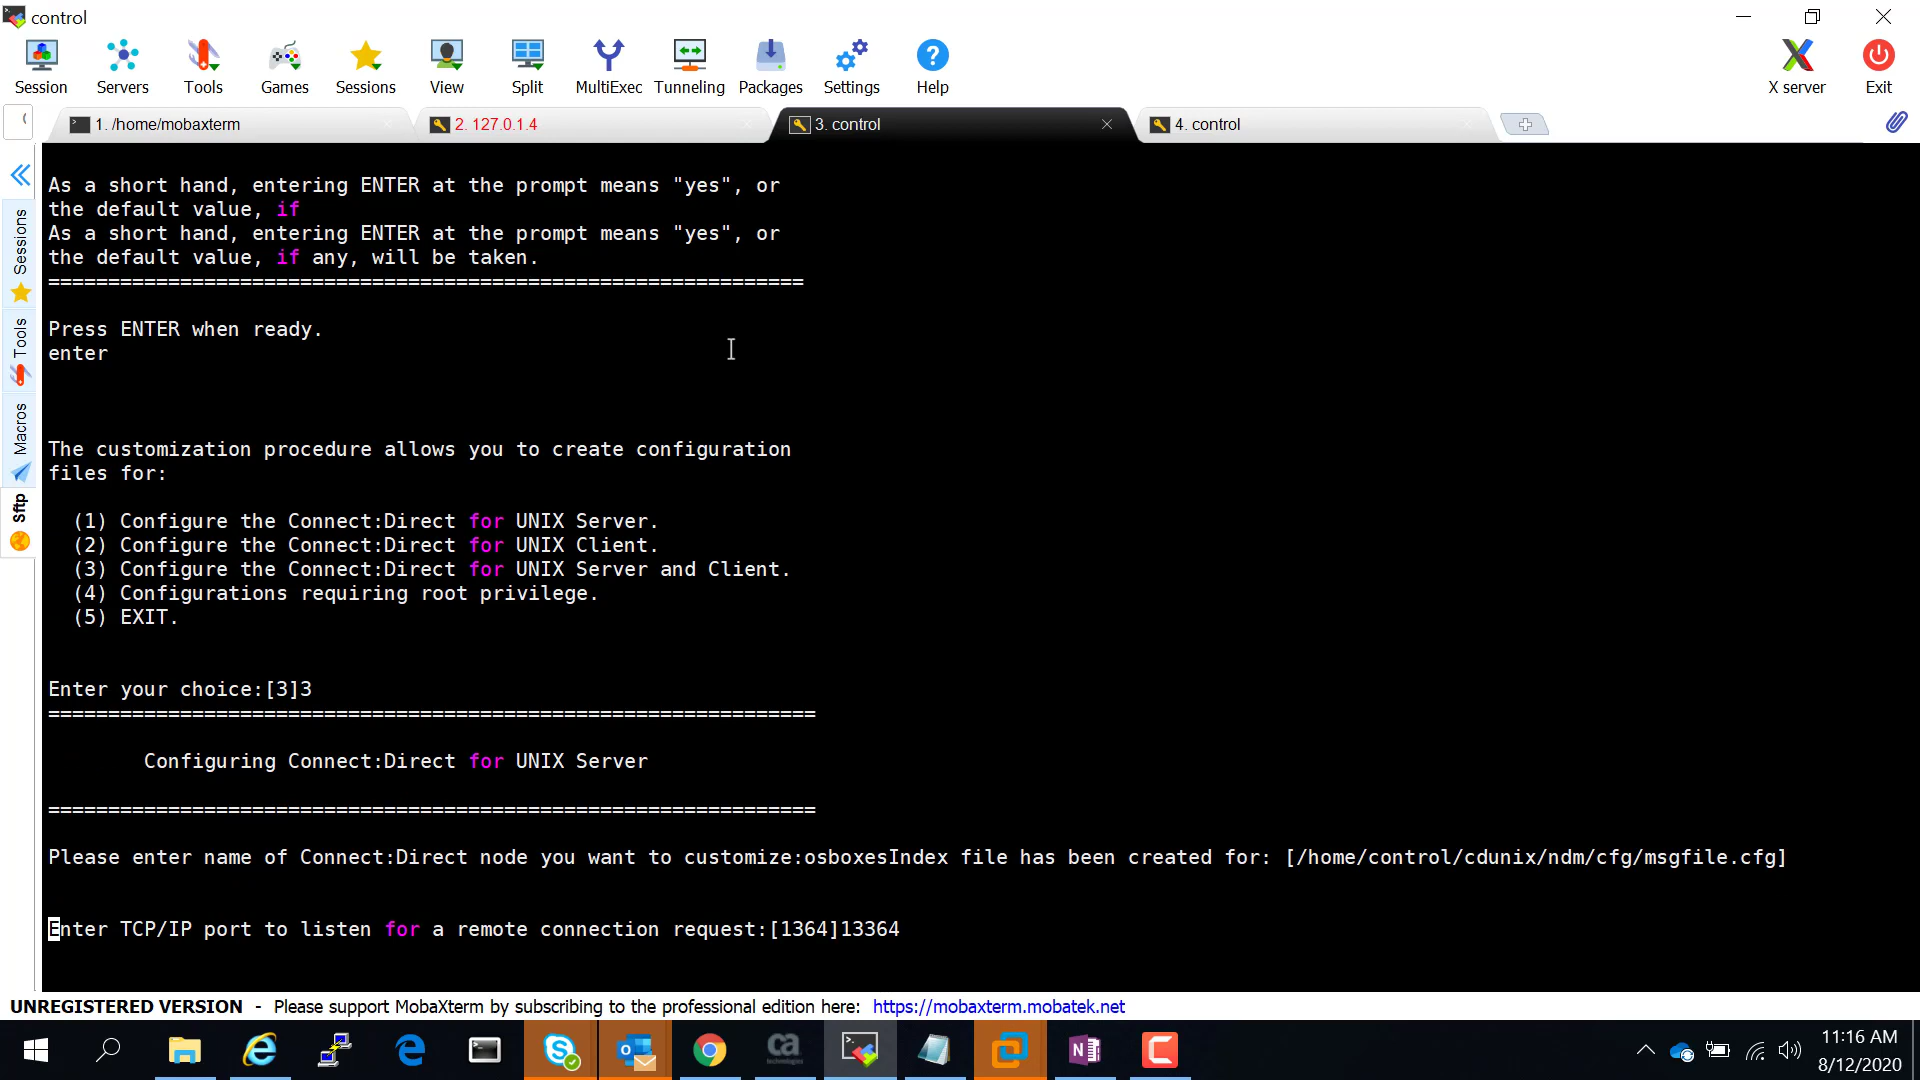 control
Session Servers Tools Games Sessions View Split MultiExec Tunneling Packages Settings Help X server Exit
1. /home/mobaxterm 2. 127.0.1.4 3. control 4. control
Sessions
Tools
Macros
Sftp
As a short hand, entering ENTER at the prompt means "yes", or
the default value, if
As a short hand, entering ENTER at the prompt means "yes", or
the default value, if any, will be taken.
===============================================================
Press ENTER when ready.
enter
The customization procedure allows you to create configuration
files for:
(1) Configure the Connect:Direct for UNIX Server.
(2) Configure the Connect:Direct for UNIX Client.
(3) Configure the Connect:Direct for UNIX Server and Client.
(4) Configurations requiring root privilege.
(5) EXIT.
Enter your choice:[3]3
================================================================
Configuring Connect:Direct for UNIX Server
================================================================
Please enter name of Connect:Direct node you want to customize:osboxesIndex file has been created for: [/home/control/cdunix/ndm/cfg/msgfile.cfg]
Enter TCP/IP port to listen for a remote connection request:[1364]13364
UNREGISTERED VERSION - Please support MobaXterm by subscribing to the professional edition here: https://mobaxterm.mobatek.net
ca
technologies
11:16 AM
8/12/2020